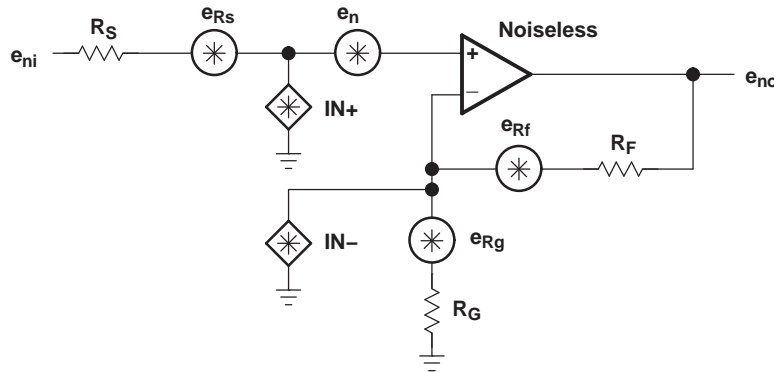 eRs
en
Noiseless
RS
eni
+
−
eno
IN+
eRf
RF
IN−
eRg
RG